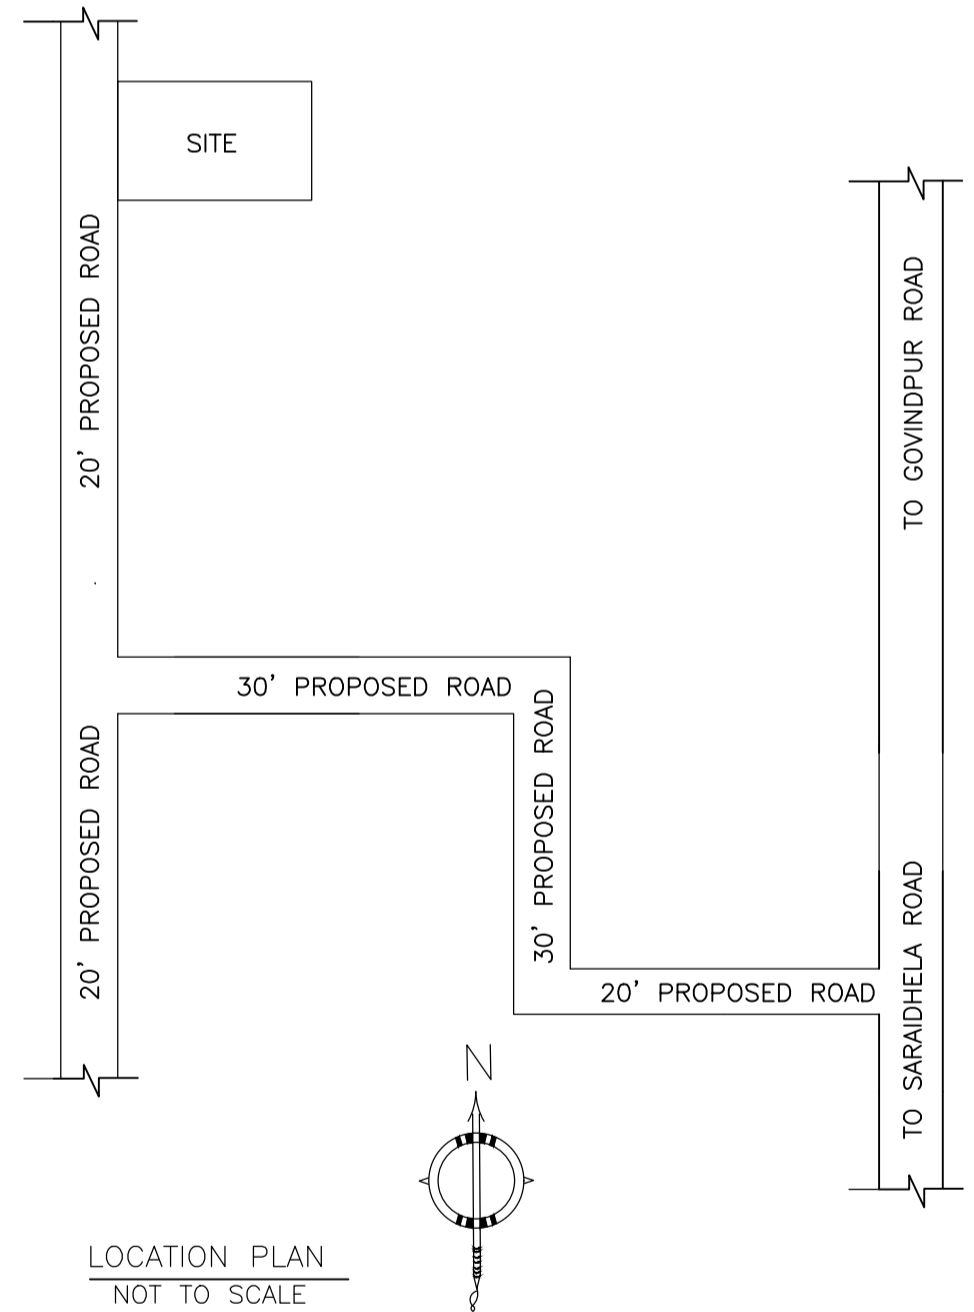 SITE
20' PROPOSED ROAD
TO GOVINDPUR ROAD
30' PROPOSED ROAD
30' PROPOSED ROAD
20' PROPOSED ROAD
20' PROPOSED ROAD
TO SARAIDHELA ROAD
N
LOCATION PLAN
NOT TO SCALE